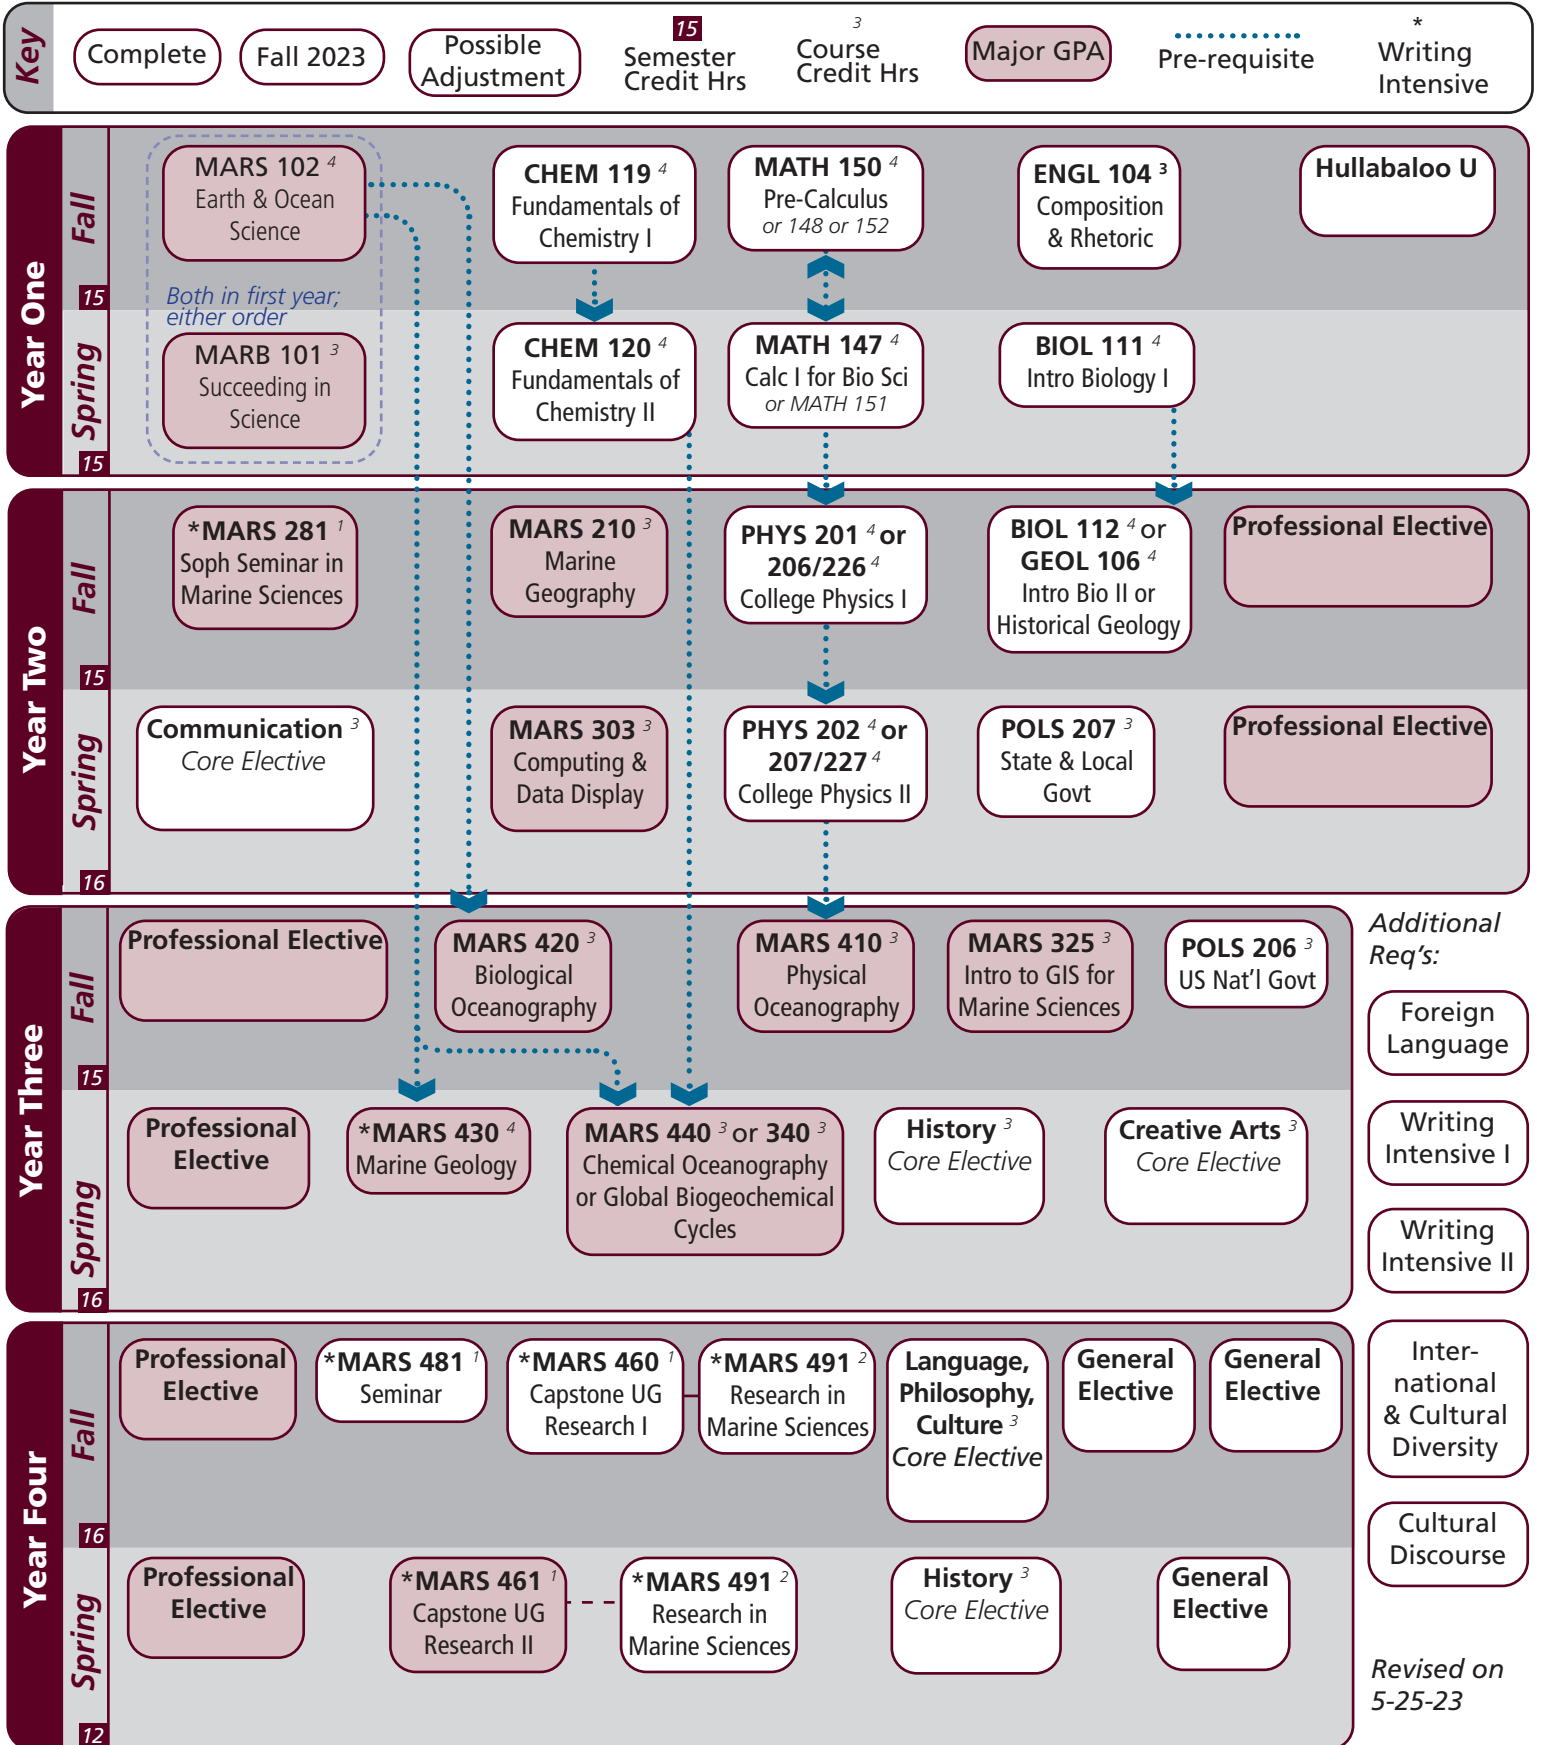 Key
Complete
Fall 2023
Possible
Adjustment
15
Semester
Credit Hrs
3
Course
Credit Hrs
Major GPA
Pre-requisite
*
Writing
Intensive
Year One
Fall
15
MARS 102 4
Earth & Ocean
Science
Both in first year;
either order
CHEM 119 4
Fundamentals of
Chemistry I
MATH 150 4
Pre-Calculus
or 148 or 152
ENGL 104 3
Composition
& Rhetoric
Hullabaloo U
Spring
15
MARB 101 3
Succeeding in
Science
CHEM 120 4
Fundamentals of
Chemistry II
MATH 147 4
Calc I for Bio Sci
or MATH 151
BIOL 111 4
Intro Biology I
Year Two
Fall
15
*MARS 281 1
Soph Seminar in
Marine Sciences
MARS 210 3
Marine
Geography
PHYS 201 4 or
206/226 4
College Physics I
BIOL 112 4 or
GEOL 106 4
Intro Bio II or
Historical Geology
Professional Elective
Spring
16
Communication 3
Core Elective
MARS 303 3
Computing &
Data Display
PHYS 202 4 or
207/227 4
College Physics II
POLS 207 3
State & Local
Govt
Professional Elective
Year Three
Fall
15
Professional Elective
MARS 420 3
Biological
Oceanography
MARS 410 3
Physical
Oceanography
MARS 325 3
Intro to GIS for
Marine Sciences
POLS 206 3
US Nat'l Govt
Spring
16
Professional
Elective
*MARS 430 4
Marine Geology
MARS 440 3 or 340 3
Chemical Oceanography
or Global Biogeochemical
Cycles
History 3
Core Elective
Creative Arts 3
Core Elective
Year Four
Fall
16
Professional
Elective
*MARS 481 1
Seminar
*MARS 460 1
Capstone UG
Research I
*MARS 491 2
Research in
Marine Sciences
Language,
Philosophy,
Culture 3
Core Elective
General
Elective
General
Elective
Spring
12
Professional
Elective
*MARS 461 1
Capstone UG
Research II
*MARS 491 2
Research in
Marine Sciences
History 3
Core Elective
General
Elective
Additional
Req's:
Foreign
Language
Writing
Intensive I
Writing
Intensive II
Inter-
national
& Cultural
Diversity
Cultural
Discourse
Revised on
5-25-23